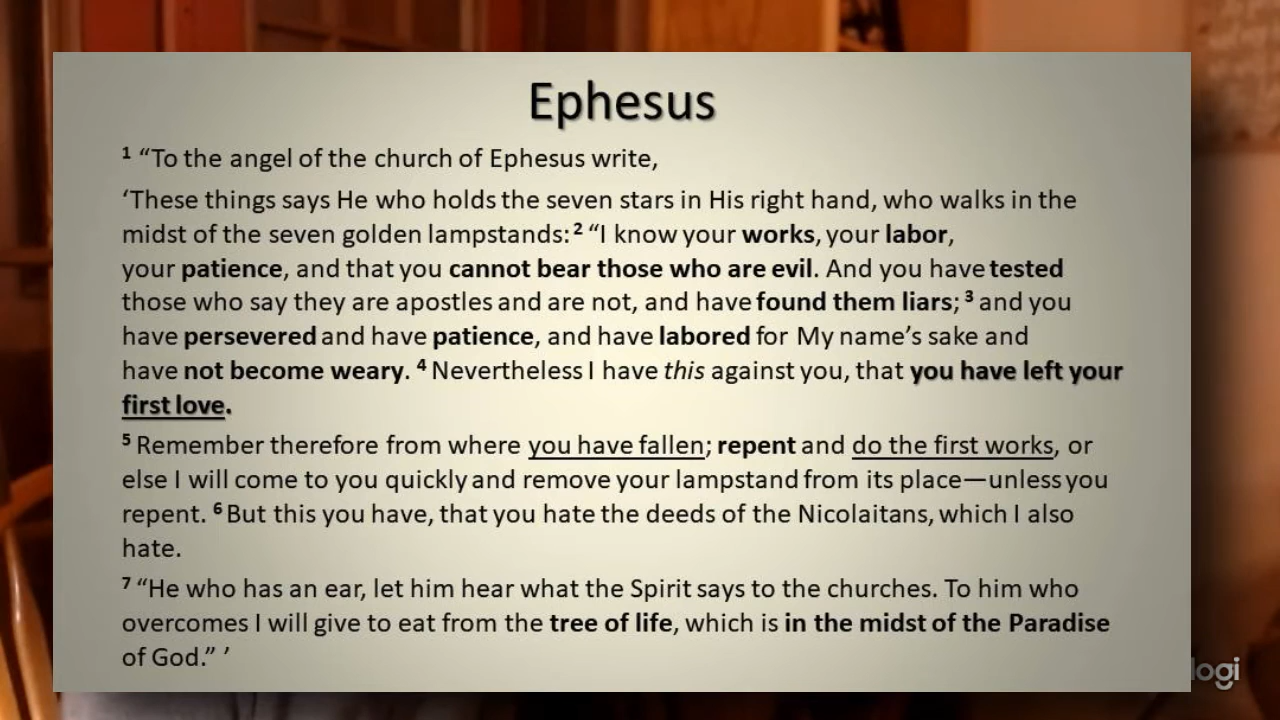 Ephesus
1 “To the angel of the church of Ephesus write,
‘These things says He who holds the seven stars in His right hand, who walks in the
midst of the seven golden lampstands: 2 “I know your works, your labor,
your patience, and that you cannot bear those who are evil. And you have tested
those who say they are apostles and are not, and have found them liars; 3 and you
have persevered and have patience, and have labored for My name’s sake and
have not become weary. 4 Nevertheless I have this against you, that you have left your
first love.
5 Remember therefore from where you have fallen; repent and do the first works, or
else I will come to you quickly and remove your lampstand from its place—unless you
repent. 6 But this you have, that you hate the deeds of the Nicolaitans, which I also
hate.
7 “He who has an ear, let him hear what the Spirit says to the churches. To him who
overcomes I will give to eat from the tree of life, which is in the midst of the Paradise
of God.” ’
logi